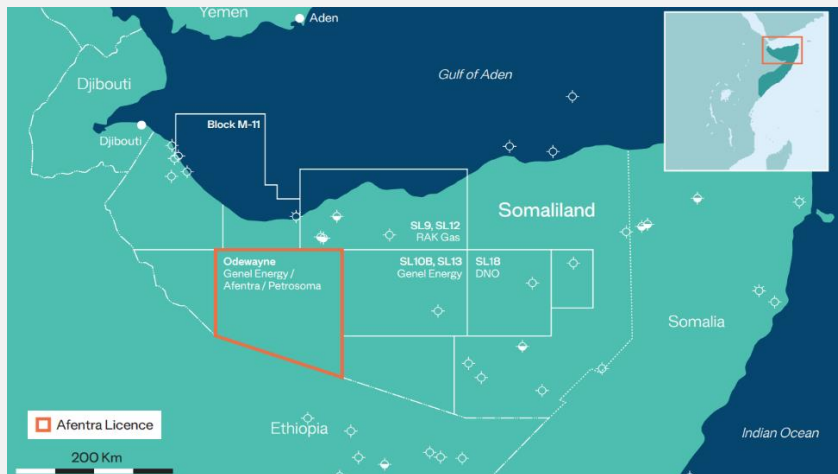 Yemen
Aden
Gulf of Aden
Djibouti
Djibouti
Block M-11
Somaliland
SL9, SL12
RAK Gas
Odewayne
Genel Energy /
Afentra / Petrosoma
SL10B, SL13
Genel Energy
SL18
DNO
Somalia
Afentra Licence
Ethiopia
Indian Ocean
200 Km